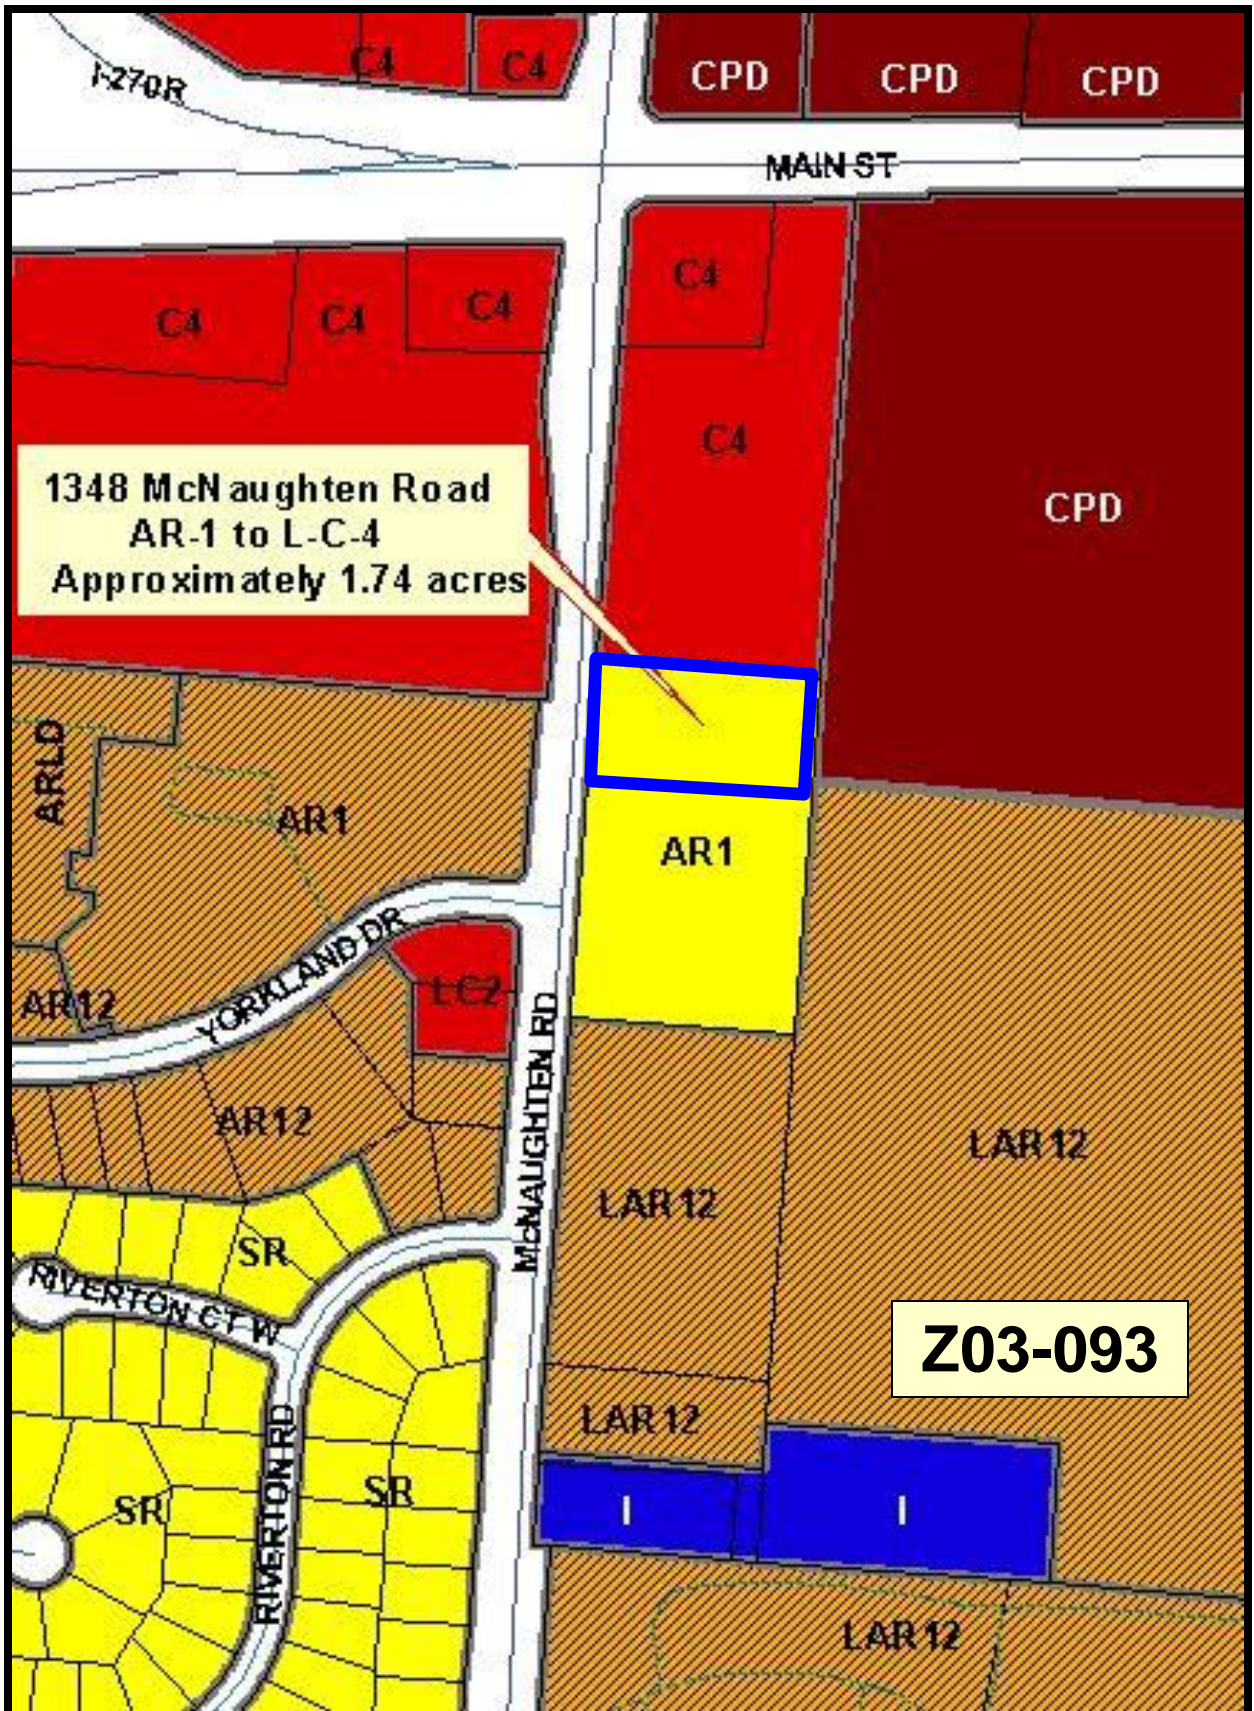 C4
C4
CPD
CPD
CPD
I-270R
MAIN ST
C4
C4
C4
C4
C4
CPD
1348 McNaughten Road
AR-1 to L-C-4
Approximately 1.74 acres
ARLD
AR1
AR1
YORKLAND DR
LC2
AR12
McNAUGHTEN RD
AR12
LAR12
LAR12
SR
RIVERTON CT W
Z03-093
LAR12
RIVERTON RD
SR
SR
I
I
LAR12